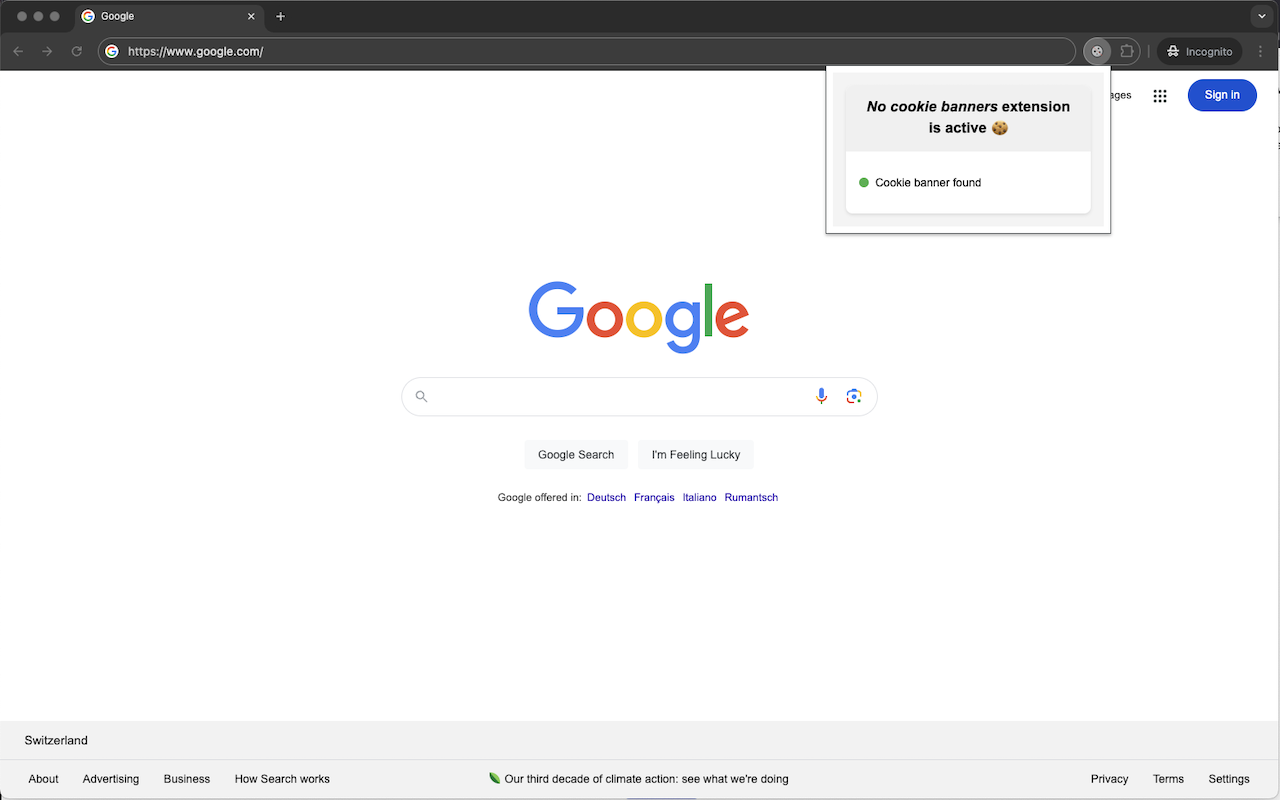 Google
https://www.google.com/
Incognito
No cookie banners extension
is active
Cookie banner found
ages
Sign in
Google
Google Search
I'm Feeling Lucky
Google offered in: Deutsch Français Italiano Rumantsch
Switzerland
About Advertising Business How Search works
Our third decade of climate action: see what we're doing
Privacy Terms Settings